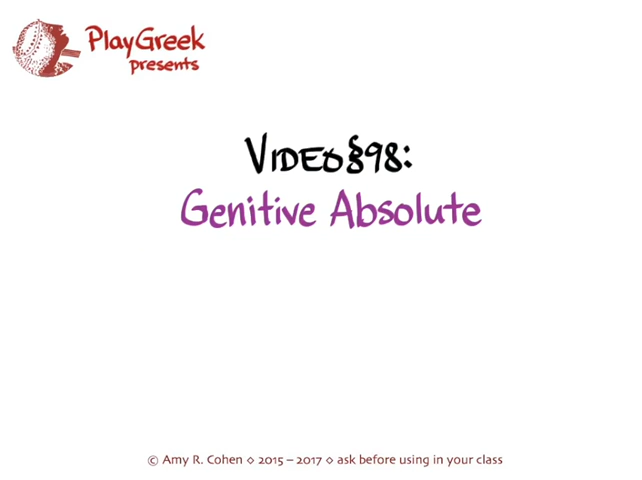 PlayGreek
presents
Video§98:
Genitive Absolute
© Amy R. Cohen ◇ 2015 – 2017 ◇ ask before using in your class